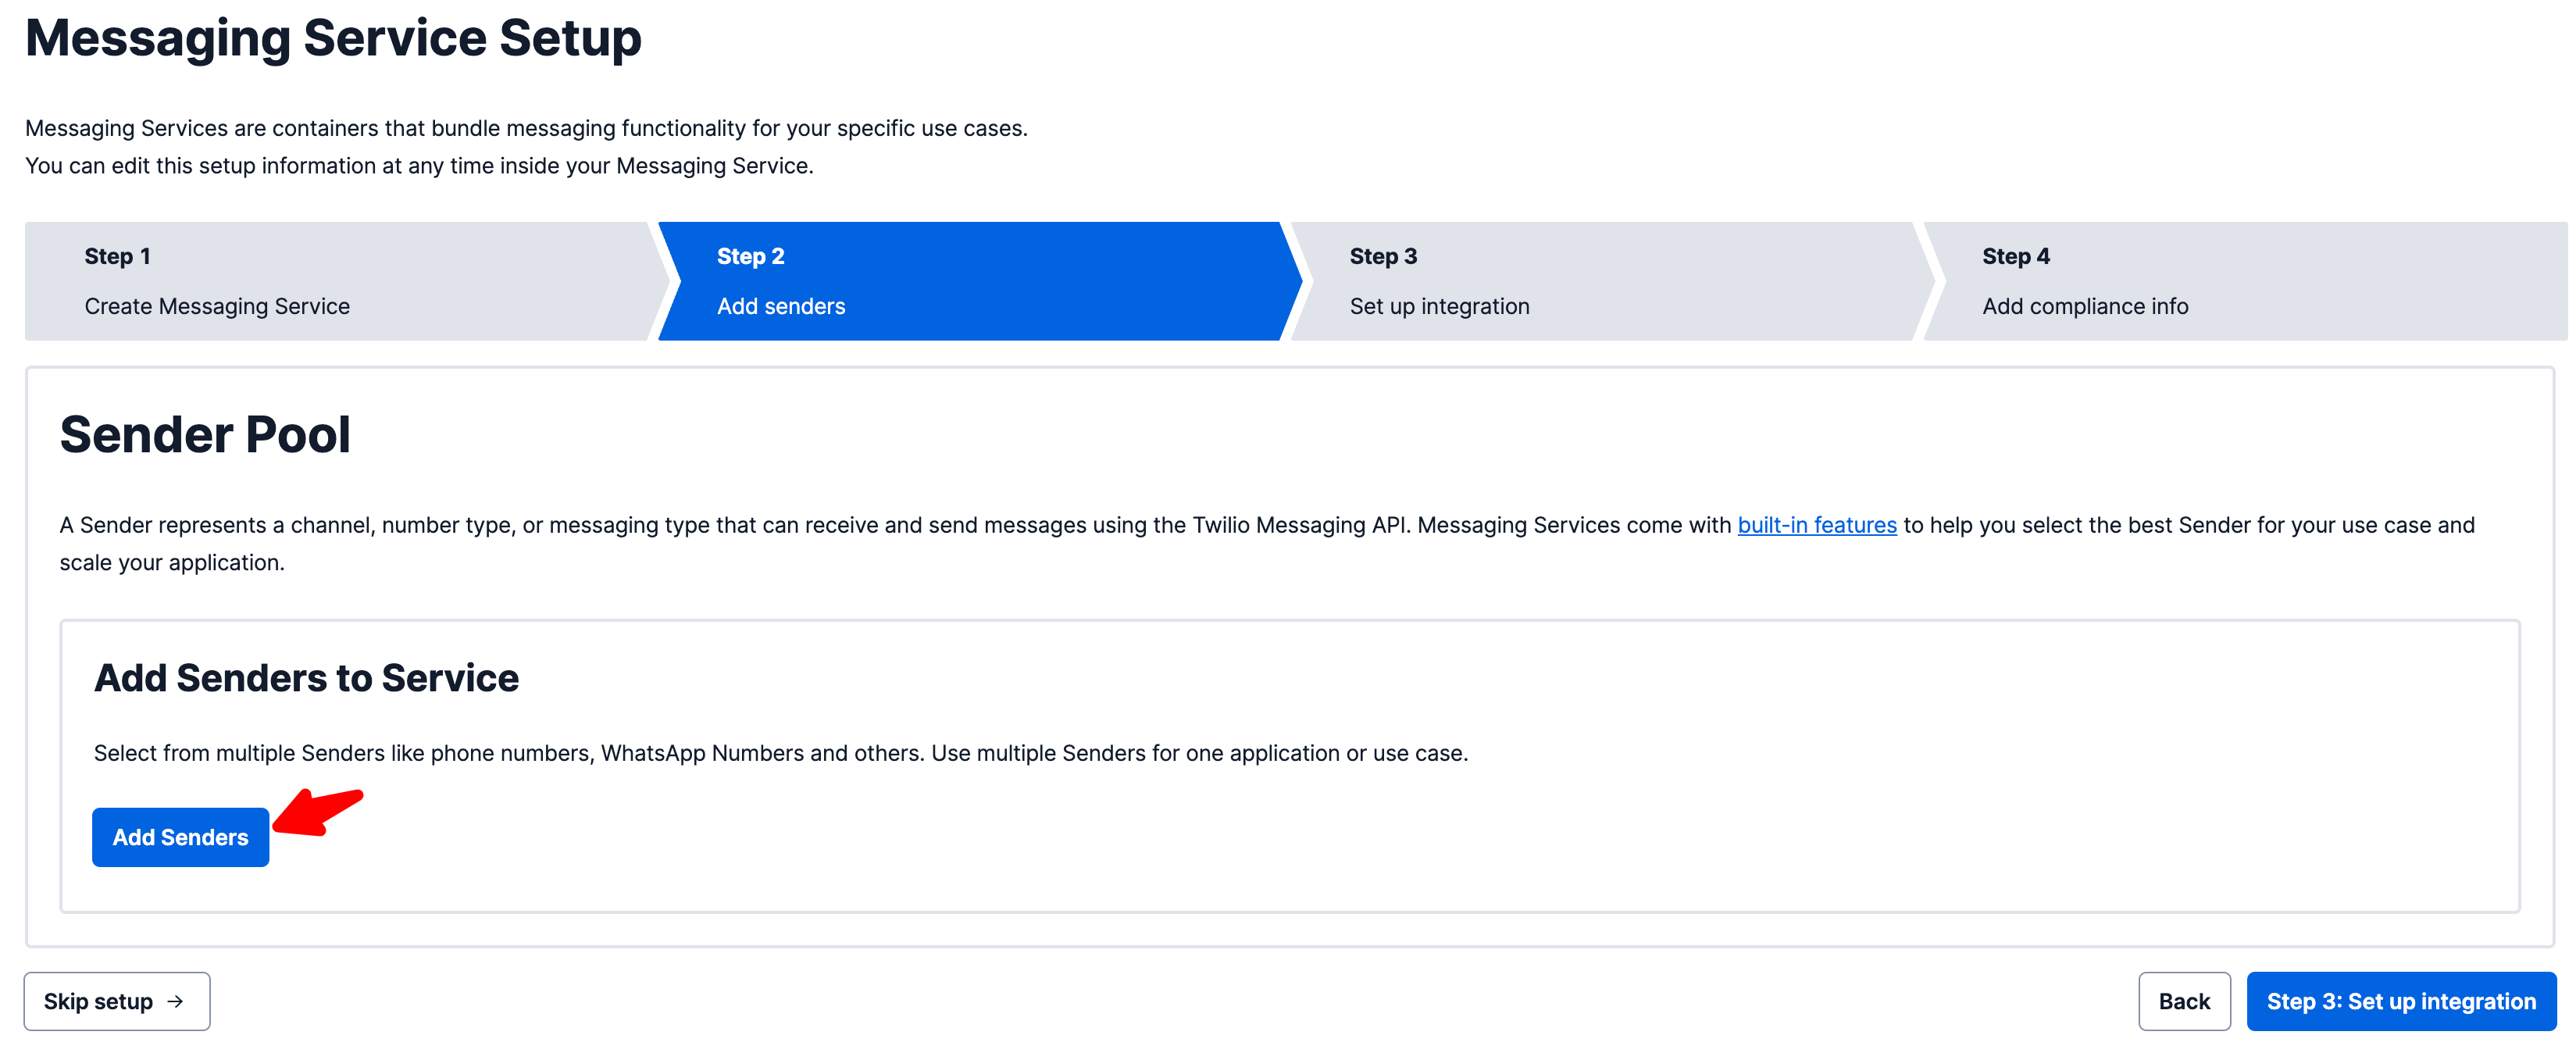 Messaging Service Setup
Messaging Services are containers that bundle messaging functionality for your specific use cases.
You can edit this setup information at any time inside your Messaging Service.
Step 1
Create Messaging Service
Step 2
Add senders
Step 3
Set up integration
Step 4
Add compliance info
Sender Pool
A Sender represents a channel, number type, or messaging type that can receive and send messages using the Twilio Messaging API. Messaging Services come with built-in features to help you select the best Sender for your use case and
scale your application.
Add Senders to Service
Select from multiple Senders like phone numbers, WhatsApp Numbers and others. Use multiple Senders for one application or use case.
Add Senders
Skip setup →
Back
Step 3: Set up integration